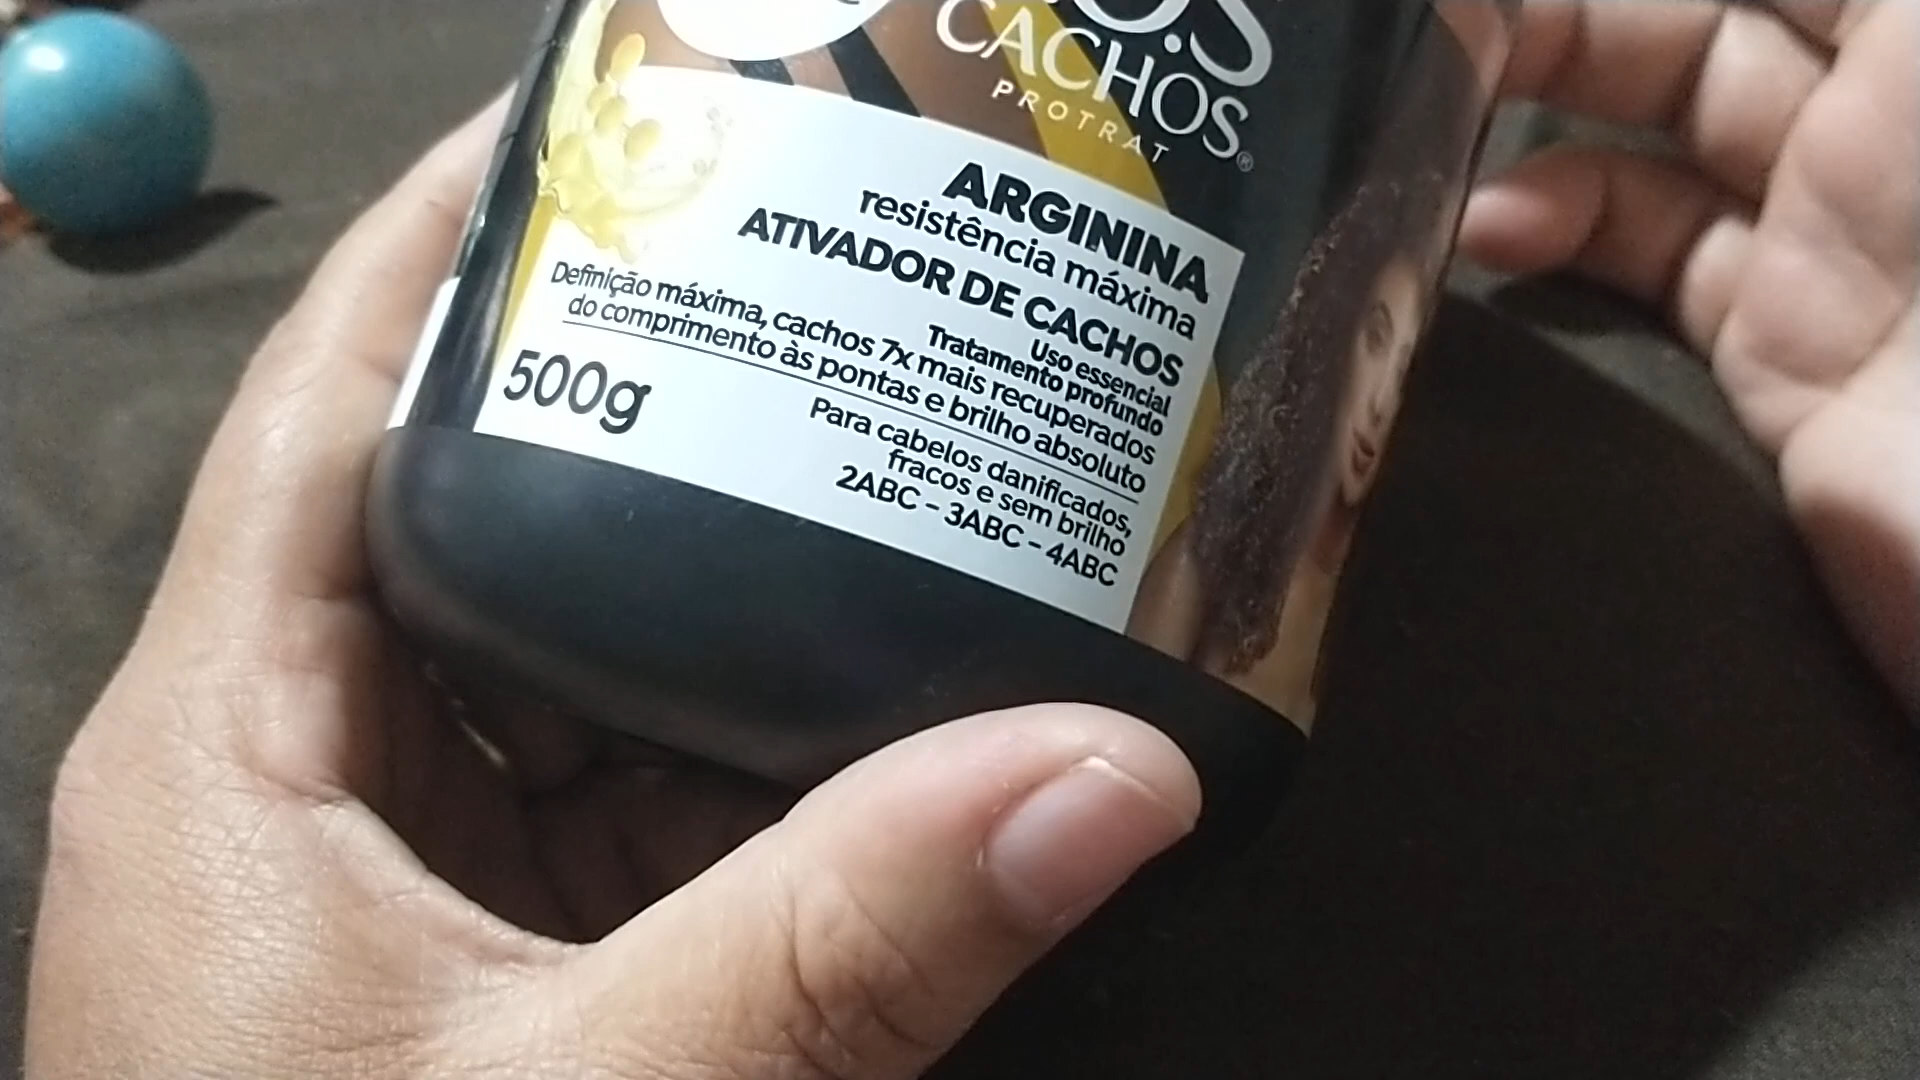 O.S
CACHOS®
PROTRAT
ARGININA
resistência máxima
ATIVADOR DE CACHOS
Uso essencial
Tratamento profundo
Definição máxima, cachos 7x mais recuperados
do comprimento às pontas e brilho absoluto
500g
Para cabelos danificados,
fracos e sem brilho
2ABC - 3ABC - 4ABC